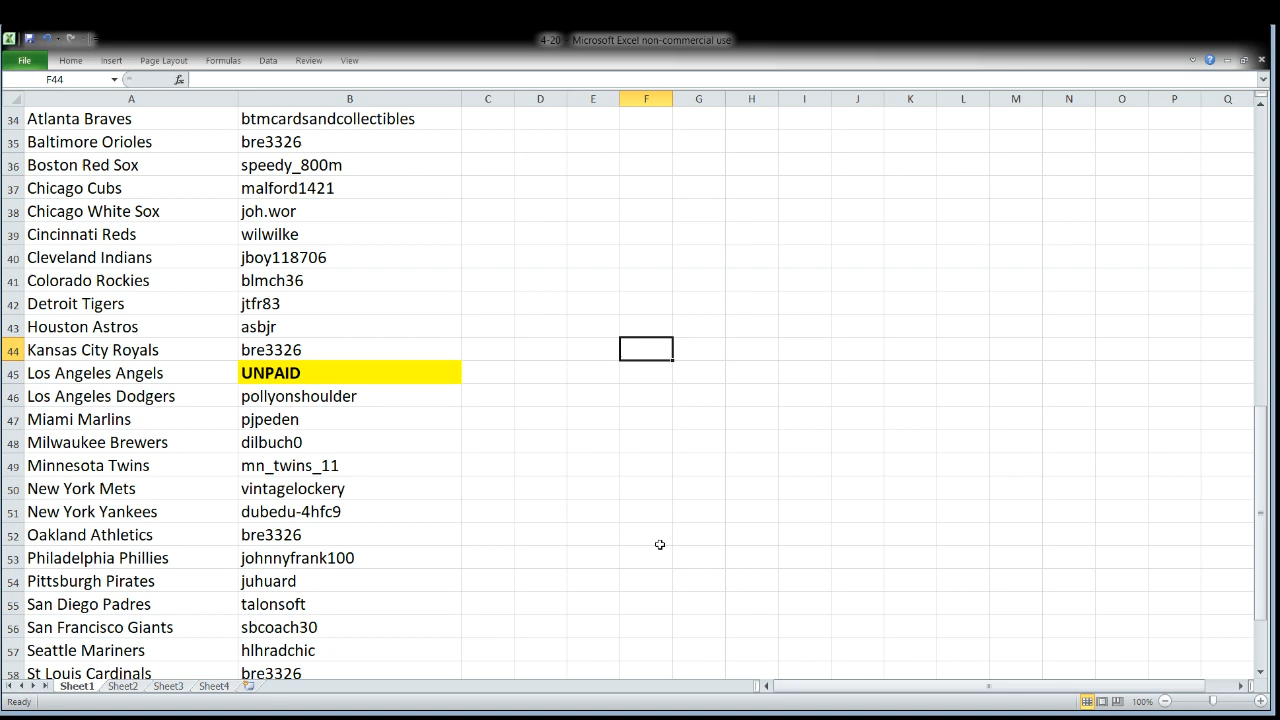 4-20 - Microsoft Excel non-commercial use
File Home Insert Page Layout Formulas Data Review View
F44 fx
A B C D E F G H I J K L M N O P Q
34 Atlanta Braves btmcardsandcollectibles
35 Baltimore Orioles bre3326
36 Boston Red Sox speedy_800m
37 Chicago Cubs malford1421
38 Chicago White Sox joh.wor
39 Cincinnati Reds wilwilke
40 Cleveland Indians jboy118706
41 Colorado Rockies blmch36
42 Detroit Tigers jtfr83
43 Houston Astros asbjr
44 Kansas City Royals bre3326
45 Los Angeles Angels UNPAID
46 Los Angeles Dodgers pollyonshoulder
47 Miami Marlins pjpeden
48 Milwaukee Brewers dilbuch0
49 Minnesota Twins mn_twins_11
50 New York Mets vintagelockery
51 New York Yankees dubedu-4hfc9
52 Oakland Athletics bre3326
53 Philadelphia Phillies johnnyfrank100
54 Pittsburgh Pirates juhuard
55 San Diego Padres talonsoft
56 San Francisco Giants sbcoach30
57 Seattle Mariners hlhradchic
58 St Louis Cardinals bre3326
Sheet1 Sheet2 Sheet3 Sheet4
Ready 100%